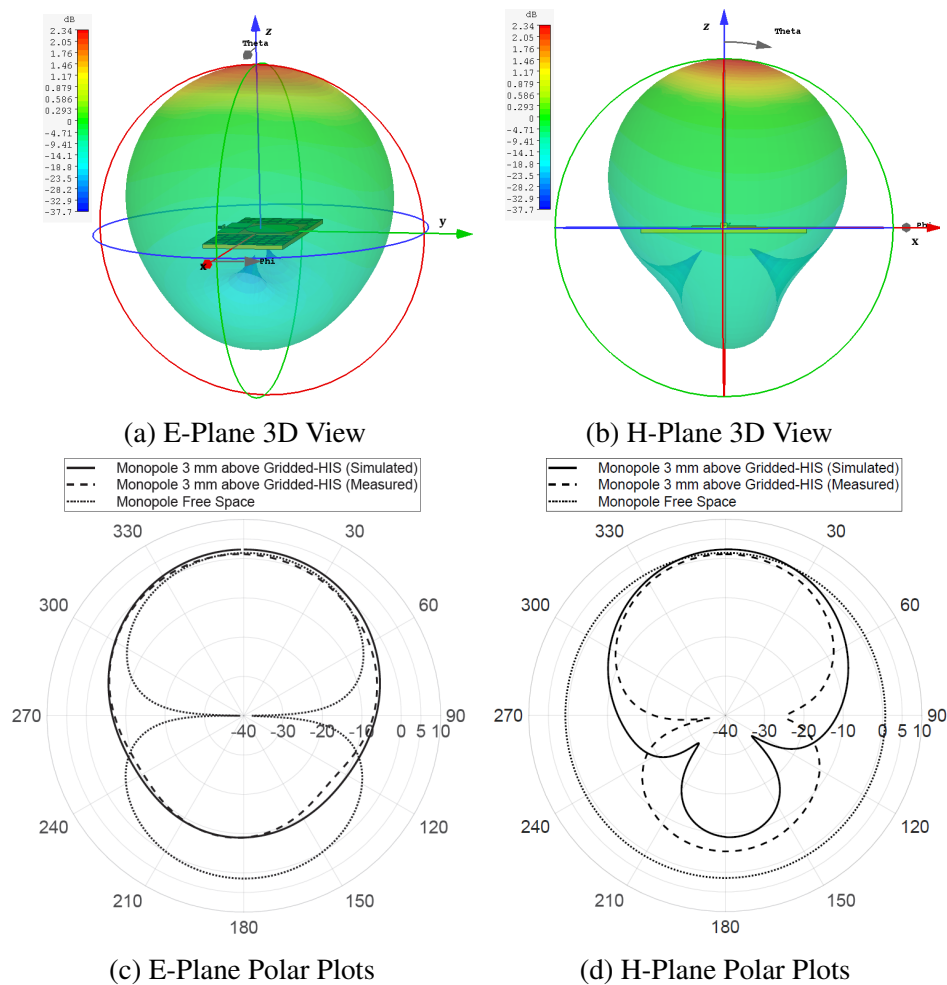 dB
2.34
2.05
1.76
1.46
1.17
0.879
0.586
0.293
0
-4.71
-9.41
-14.1
-18.8
-23.5
-28.2
-33
-37.7
z
Theta
y
x
Phi
(a) E-Plane 3D View
dB
2.34
2.05
1.76
1.46
1.17
0.879
0.586
0.293
0
-4.71
-9.41
-14.1
-18.8
-23.5
-28.2
-33
-37.7
z
Theta
x
(b) H-Plane 3D View
Monopole 3 mm above Gridded-HIS (Simulated)
Monopole 3 mm above Gridded-HIS (Measured)
Monopole Free Space
330 30
300 60
270 -40 -30 -20 -10 0 5 10 90
240 120
210 150
180
(c) E-Plane Polar Plots
Monopole 3 mm above Gridded-HIS (Simulated)
Monopole 3 mm above Gridded-HIS (Measured)
Monopole Free Space
330 30
300 60
270 -40 -30 -20 -10 0 5 10 90
240 120
210 150
180
(d) H-Plane Polar Plots